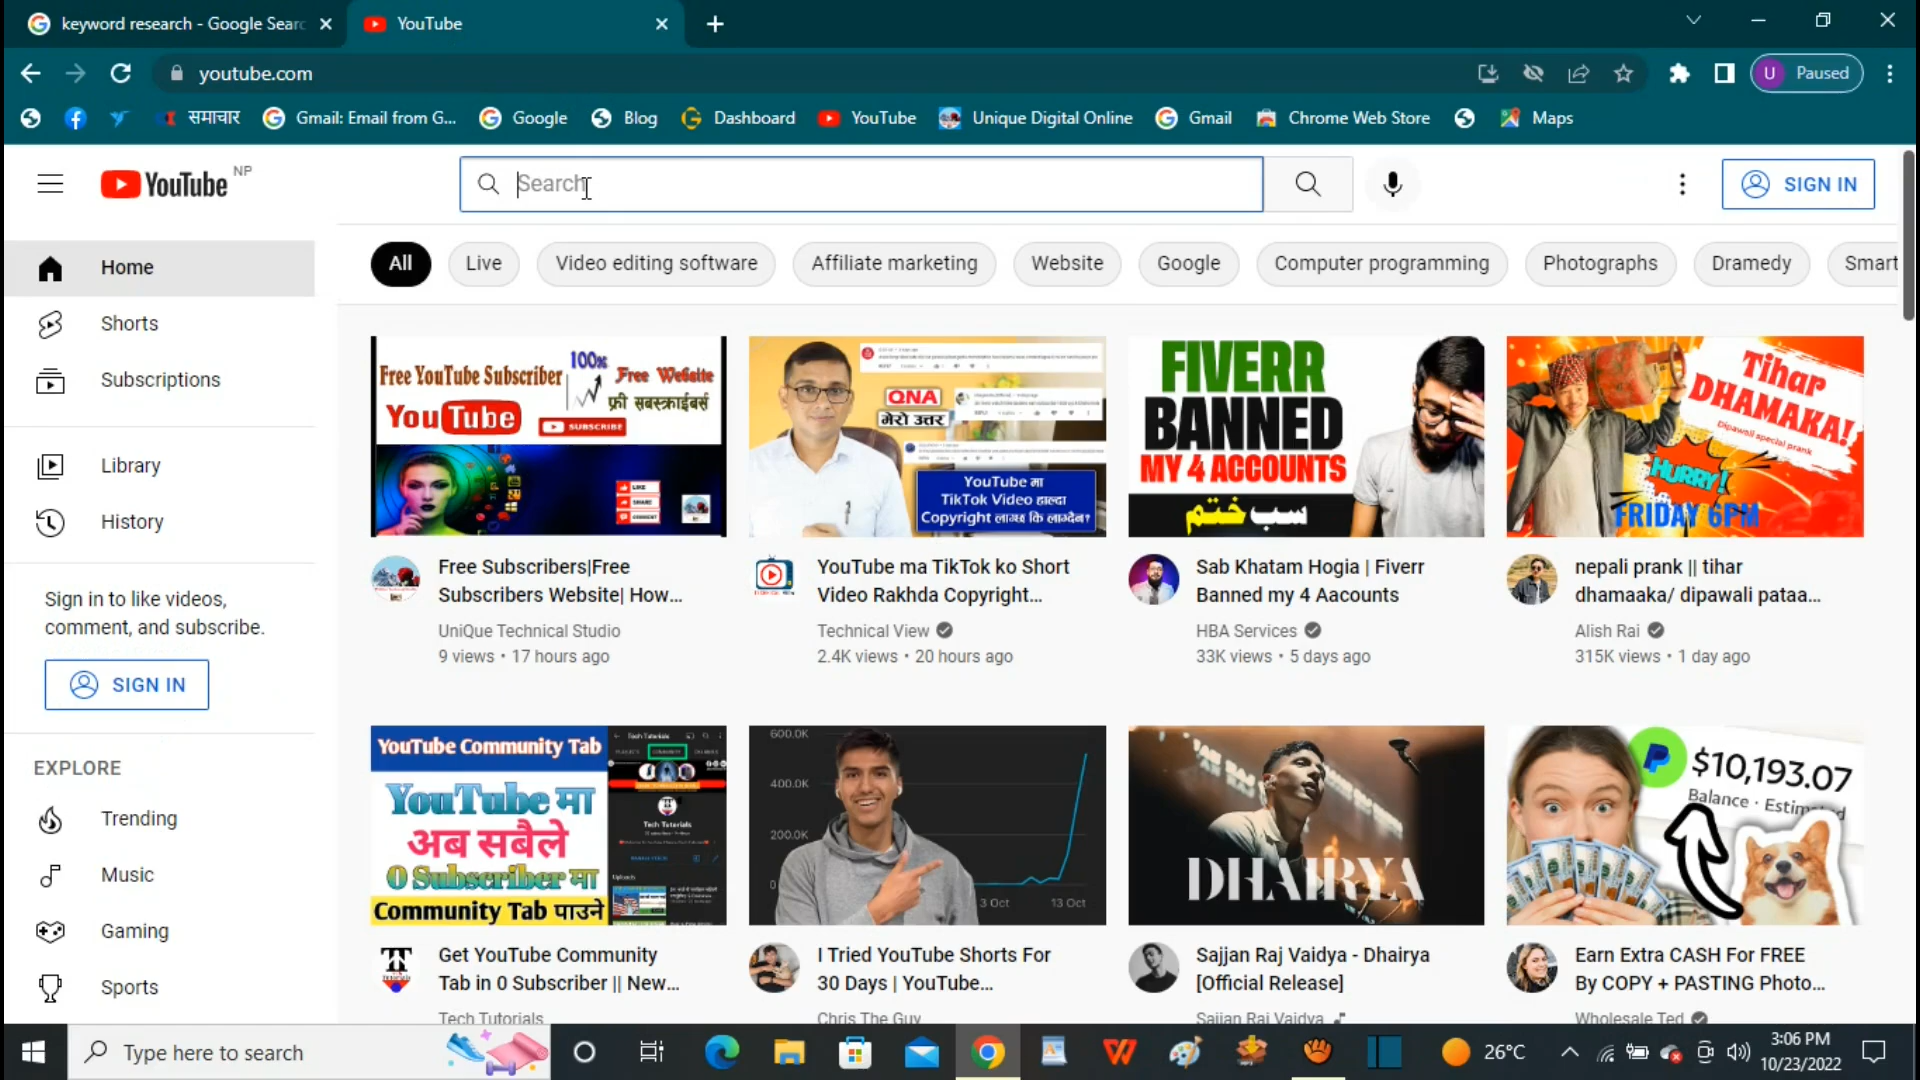 keyword research - Google Searc
YouTube
youtube.com
U Paused
समाचार
Gmail: Email from G...
Google
Blog
Dashboard
YouTube
Unique Digital Online
Gmail
Chrome Web Store
Maps
YouTube NP
Search
SIGN IN
Home
Shorts
Subscriptions
Library
History
Sign in to like videos,
comment, and subscribe.
SIGN IN
EXPLORE
Trending
Music
Gaming
Sports
All
Live
Video editing software
Affiliate marketing
Website
Google
Computer programming
Photographs
Dramedy
Smart
Free YouTube Subscriber
100%
Free Website
YouTube
SUBSCRIBE
फ्री सबस्क्राईबर्स
LIKE
SHARE
COMMENT
Free Subscribers|Free
Subscribers Website| How...
UniQue Technical Studio
9 views • 17 hours ago
QNA
मेरो उत्तर
YouTube मा
TikTok Video हाल्दा
Copyright लाग्छ कि लाग्दैन?
YouTube ma TikTok ko Short
Video Rakhda Copyright...
Technical View
2.4K views • 20 hours ago
FIVERR
BANNED
MY 4 ACCOUNTS
سب ختم
Sab Khatam Hogia | Fiverr
Banned my 4 Aacounts
HBA Services
33K views • 5 days ago
Tihar
DHAMAKA!
Dipawali special prank
HURRY!
FRIDAY 6PM
nepali prank || tihar
dhamaaka/ dipawali pataa...
Alish Rai
315K views • 1 day ago
YouTube Community Tab
YouTube मा
अब सबैले
0 Subscriber मा
Community Tab पाउने
Tech Tutorials
Tech Tutorials
Uploads
Get YouTube Community
Tab in 0 Subscriber || New...
Tech Tutorials
600.0K
400.0K
200.0K
0
3 Oct
13 Oct
I Tried YouTube Shorts For
30 Days | YouTube...
Chris The Guy
DHAIRYA
Sajjan Raj Vaidya - Dhairya
[Official Release]
Sajjan Raj Vaidya
$10,193.07
Balance · Estimated
Earn Extra CASH For FREE
By COPY + PASTING Photo...
Wholesale Ted
Type here to search
26°C
3:06 PM
10/23/2022